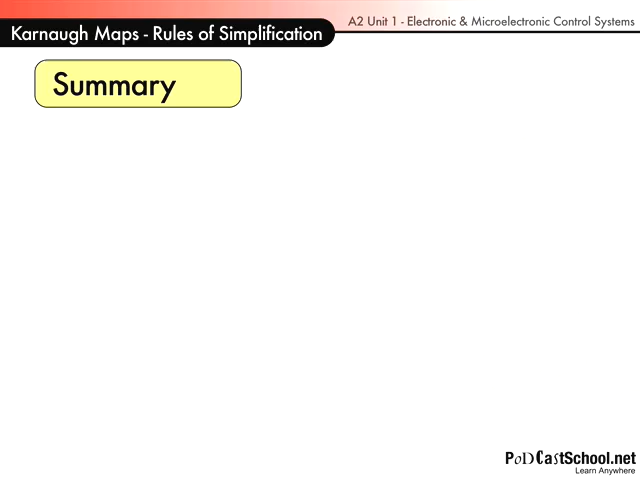 A2 Unit 1 - Electronic & Microelectronic Control Systems
Karnaugh Maps - Rules of Simplification
Summary
PoDCastSchool.net
Learn Anywhere